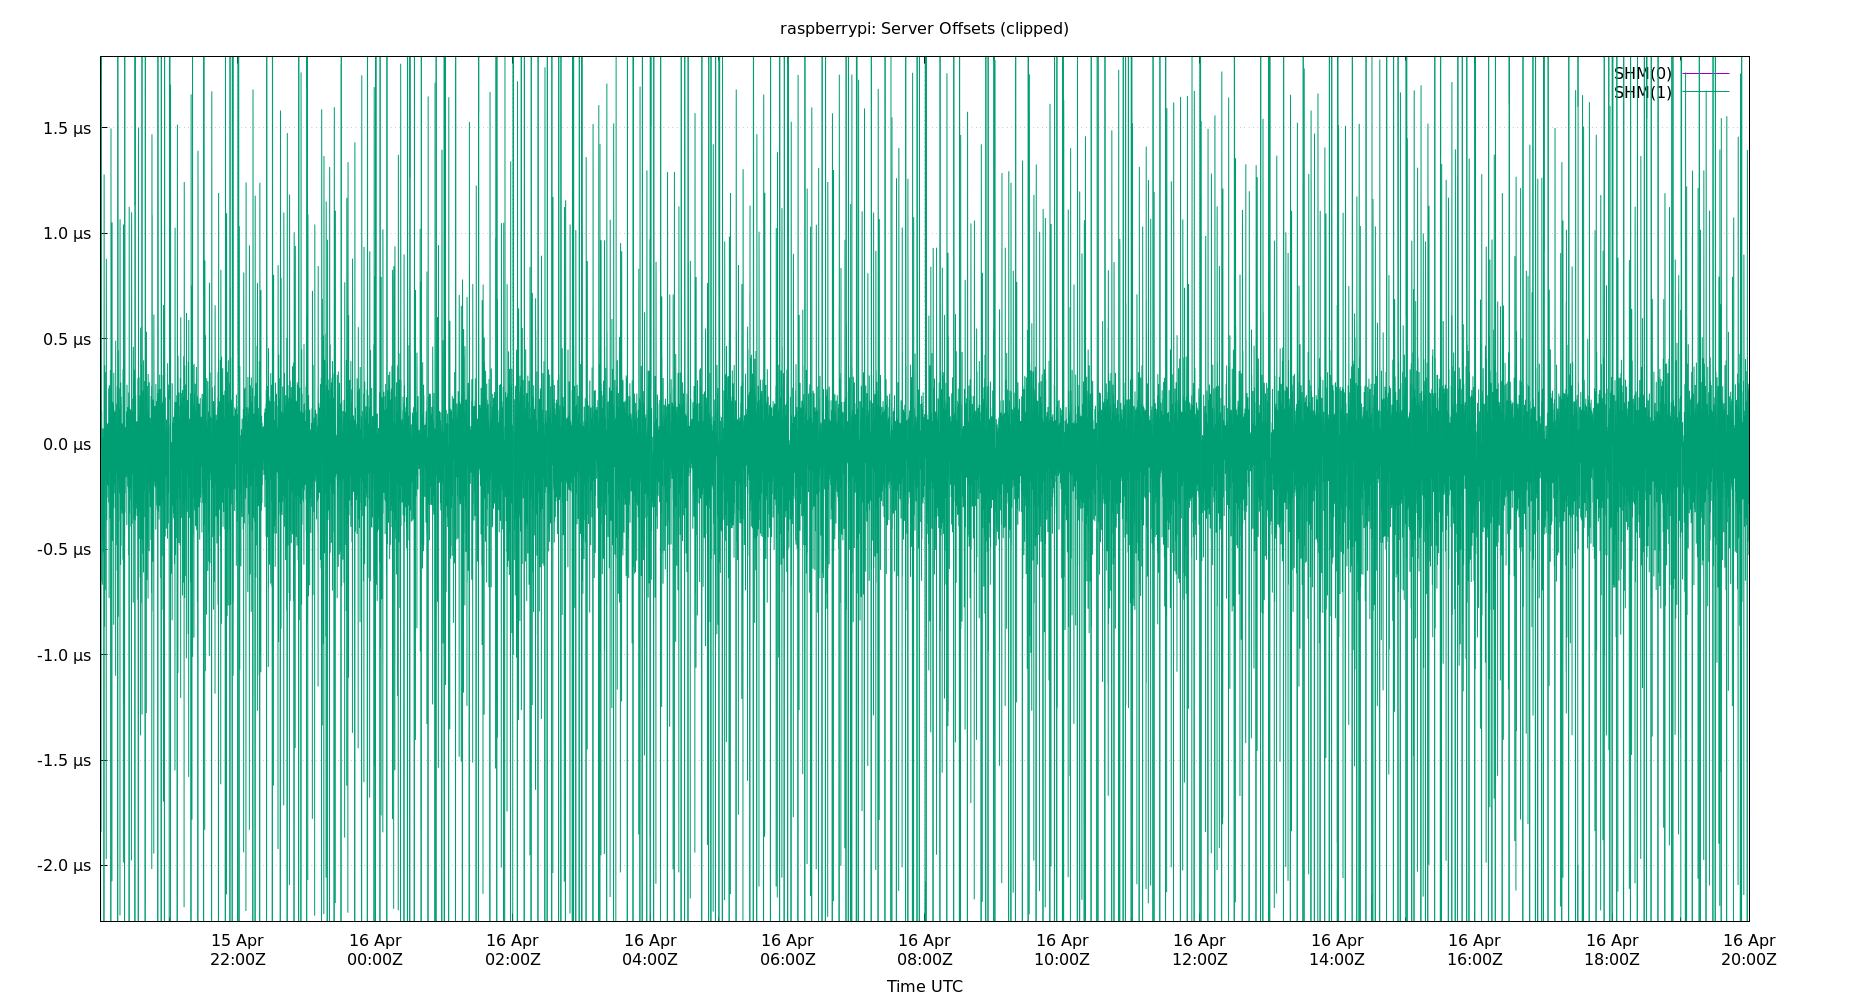 raspberrypi: Server Offsets (clipped)
SHM(0)
SHM(1)
1.5 µs
1.0 µs
0.5 µs
0.0 µs
-0.5 µs
-1.0 µs
-1.5 µs
-2.0 µs
15 Apr 16 Apr 16 Apr 16 Apr 16 Apr 16 Apr 16 Apr 16 Apr 16 Apr 16 Apr 16 Apr 16 Apr
22:00Z 00:00Z 02:00Z 04:00Z 06:00Z 08:00Z 10:00Z 12:00Z 14:00Z 16:00Z 18:00Z 20:00Z
Time UTC